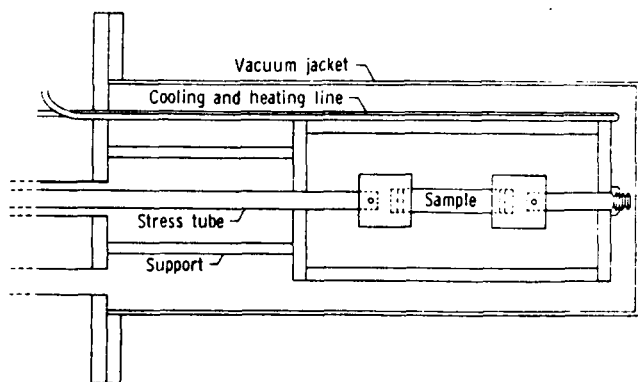 Vacuum jacket
Cooling and heating line
Sample
Stress tube
Support